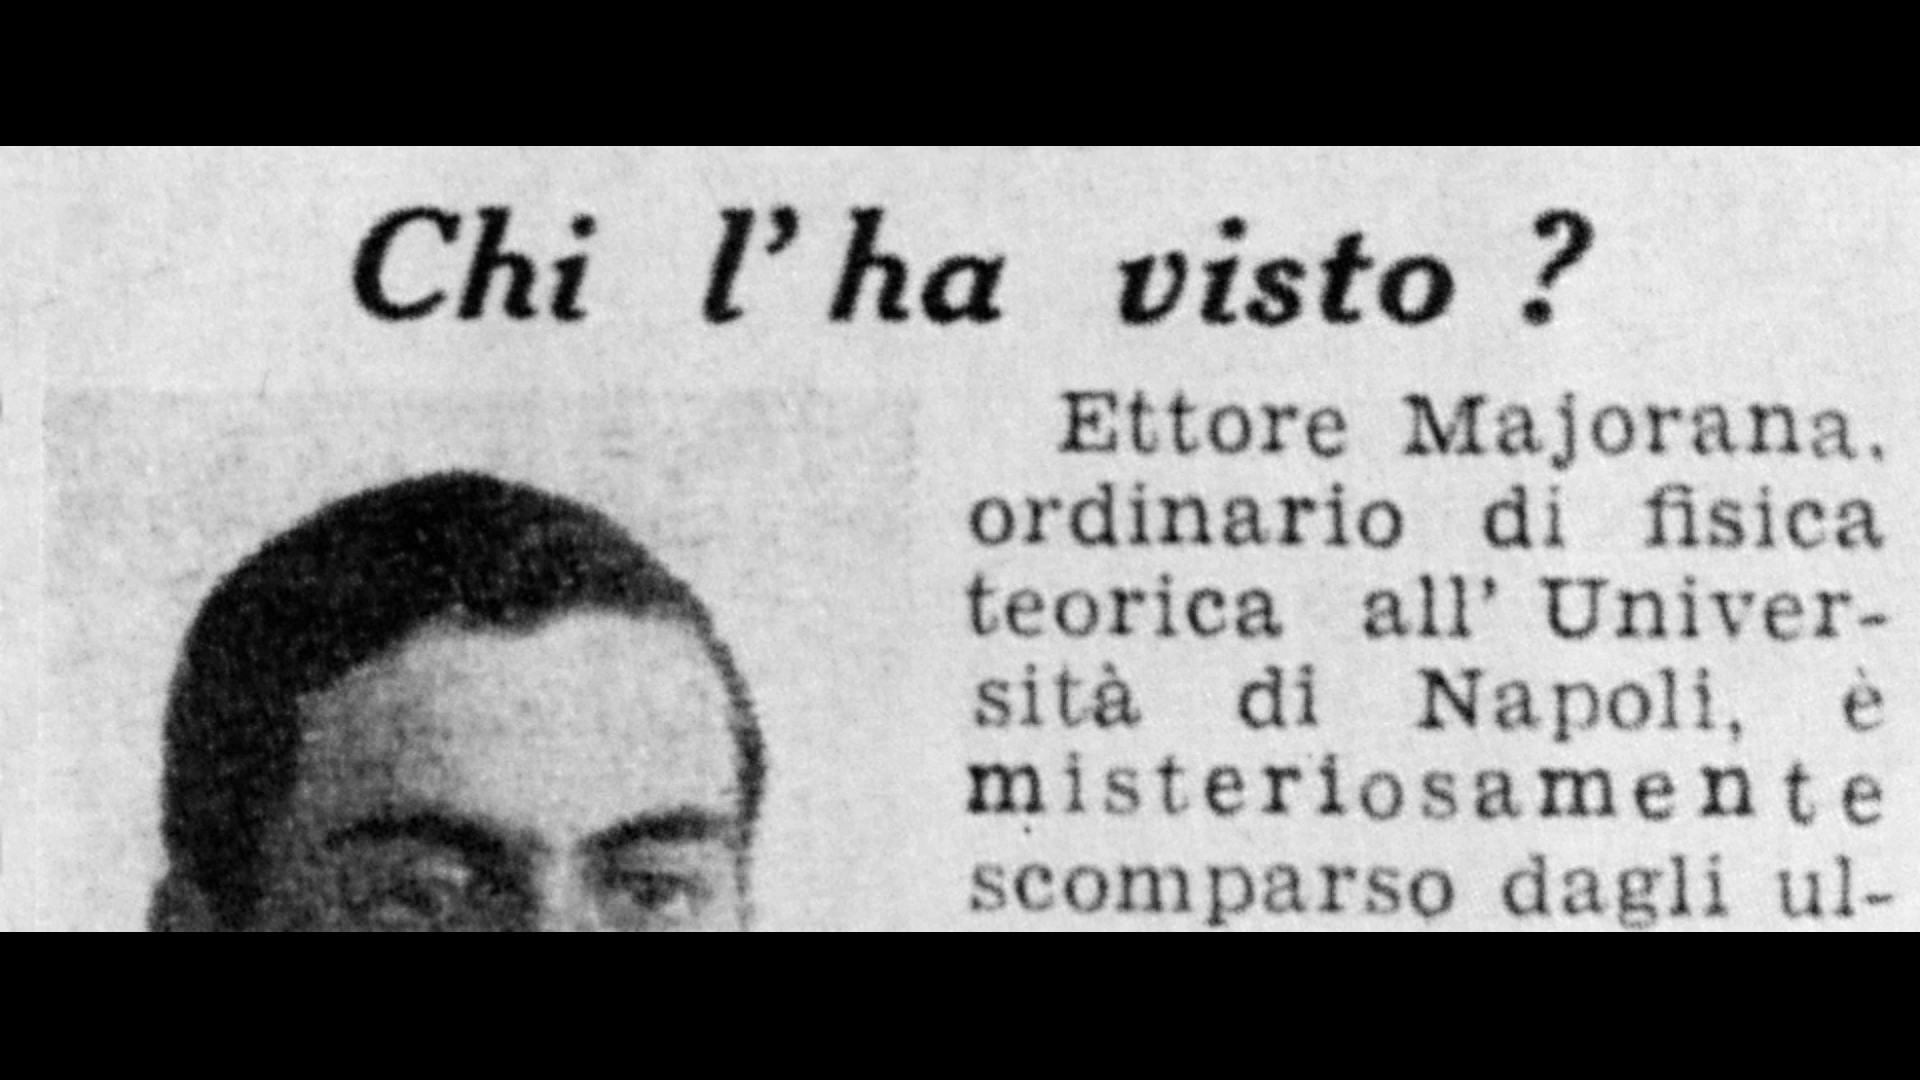 Chi l'ha visto?
Ettore Majorana,
ordinario di fisica
teorica all'Univer-
sità di Napoli, è
misteriosamente
scomparso dagli ul-